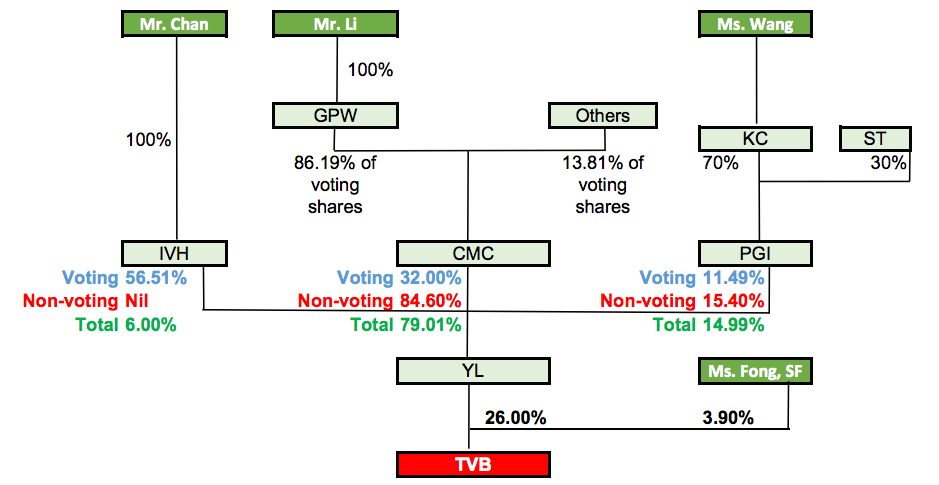 Mr. Chan
Mr. Li
Ms. Wang
100%
GPW
Others
100%
KC
ST
86.19% of
voting
shares
13.81% of
voting
shares
70%
30%
IVH
CMC
PGI
Voting 56.51%
Non-voting Nil
Total 6.00%
Voting 32.00%
Non-voting 84.60%
Total 79.01%
Voting 11.49%
Non-voting 15.40%
Total 14.99%
YL
Ms. Fong, SF
26.00%
3.90%
TVB